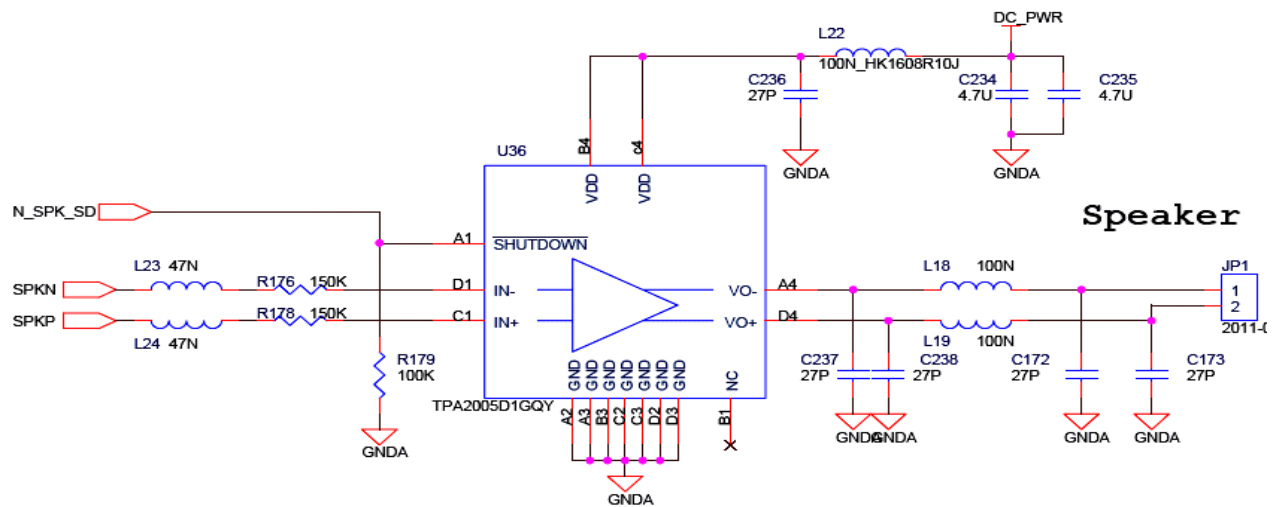 DC_PWR
L22
100N_HK1608R10J
C236
27P
C234
4.7U
C235
4.7U
GNDA
GNDA
U36
B4
c4
VDD
VDD
N_SPK_SD
Speaker
A1
SHUTDOWN
L23 47N
R176 150K
SPKN
D1
IN-
VO-
A4
L18
100N
JP1
1
2
2011-0
SPKP
R178 150K
C1
IN+
VO+
D4
L24 47N
L19
100N
R179
100K
GND
GND
GND
GND
GND
GND
GND
NC
C237
27P
C238
27P
C172
27P
C173
27P
TPA2005D1GQY
A2
A3
B3
C2
C3
D2
D3
B1
GNDA
GNDA
GNDA
GNDA
GNDA
GNDA